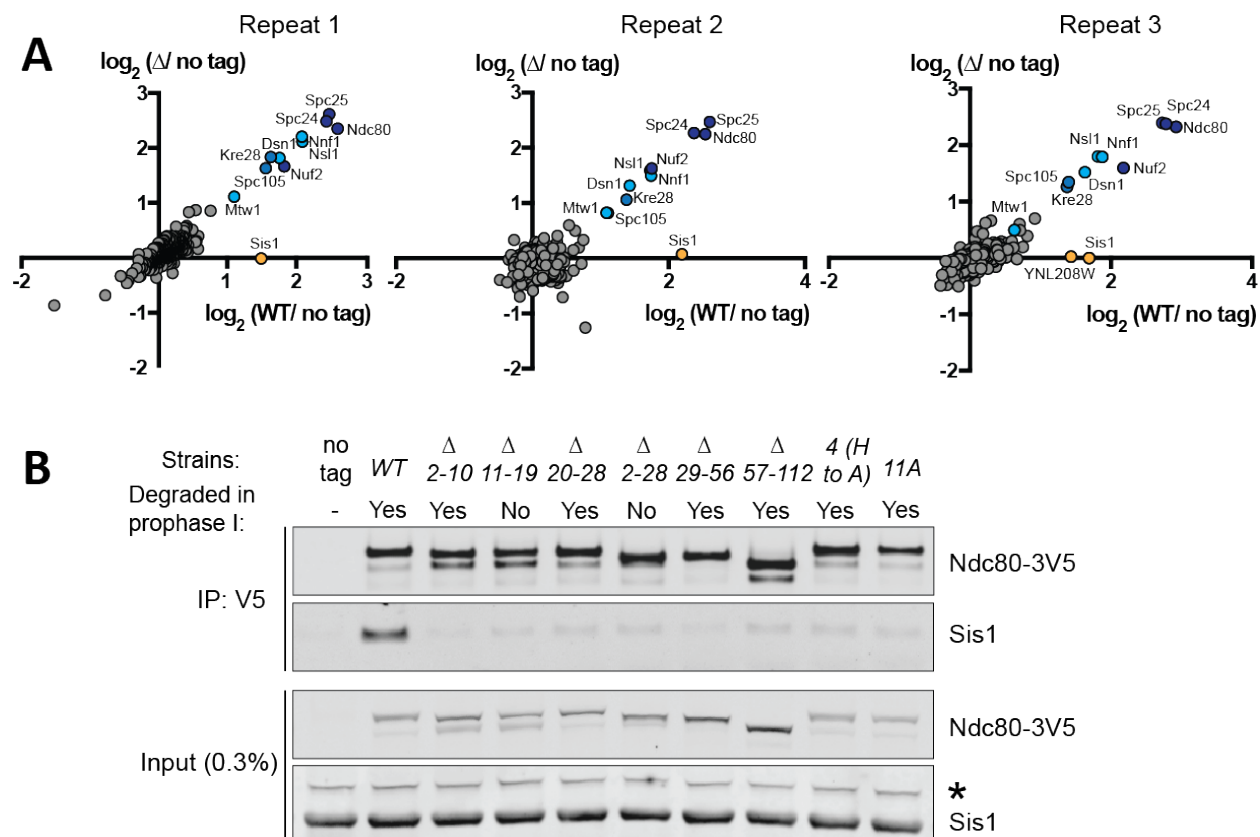 A
Repeat 1
log2 (Δ/ no tag)
3
2
1
-1
-2
-2
1
2
3
Spc25
Spc24
Ndc80
Dsn1
Nnf1
Kre28
Nsl1
Spc105
Nuf2
Mtw1
Sis1
log2 (WT/ no tag)
Repeat 2
log2 (Δ/ no tag)
3
2
1
-1
-2
-2
2
4
Spc24
Spc25
Ndc80
Nsl1
Nuf2
Dsn1
Nnf1
Kre28
Mtw1
Spc105
Sis1
log2 (WT/ no tag)
Repeat 3
log2 (Δ/ no tag)
3
2
1
-1
-2
-2
2
4
Spc25
Spc24
Ndc80
Nsl1
Nnf1
Spc105
Nuf2
Dsn1
Kre28
Mtw1
Sis1
YNL208W
log2 (WT/ no tag)
B
Strains:
no tag
WT
Δ 2-10
Δ 11-19
Δ 20-28
Δ 2-28
Δ 29-56
Δ 57-112
4 (H to A)
11A
Degraded in prophase I:
- Yes Yes No Yes No Yes Yes Yes Yes
IP: V5
Ndc80-3V5
Sis1
Input (0.3%)
Ndc80-3V5
*
Sis1